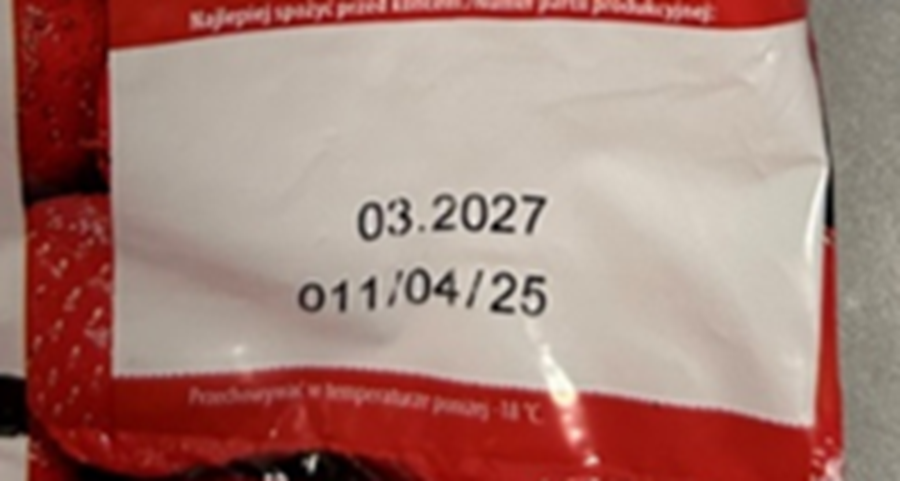 Najlepiej spożyć przed końcem:/Numer partii produkcyjnej:
03.2027
o11/04/25
Przechowywać w temperaturze poniżej -18 °C